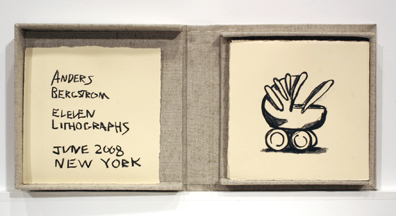 ANDERS
BERGSTROM
ELEVEN
LITHOGRAPHS
JUNE 2008
NEW YORK